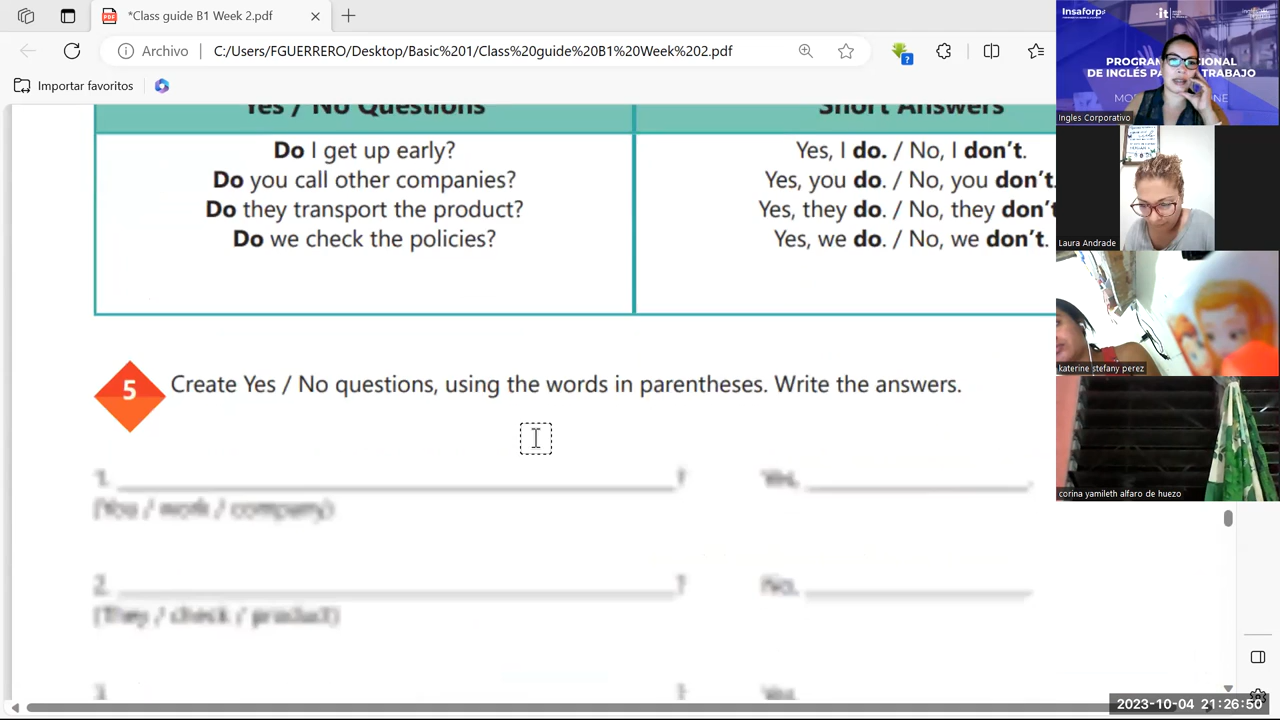 *Class guide B1 Week 2.pdf
Archivo
C:/Users/FGUERRERO/Desktop/Basic%201/Class%20guide%20B1%20Week%202.pdf
Importar favoritos
Yes / No Questions
Short Answers
Do I get up early?
Yes, I do. / No, I don't.
Do you call other companies?
Yes, you do. / No, you don't.
Do they transport the product?
Yes, they do. / No, they don't
Do we check the policies?
Yes, we do. / No, we don't.
5 Create Yes / No questions, using the words in parentheses. Write the answers.
1. ? Yes,
(You / work / company)
2. ? No,
(They / check / product)
3. ? Yes,
Insaforp
it
DE INGLÉS TRABAJO
Ingles Corporativo
Laura Andrade
katerine stefany perez
corina yamileth alfaro de huezo
2023-10-04 21:26:50